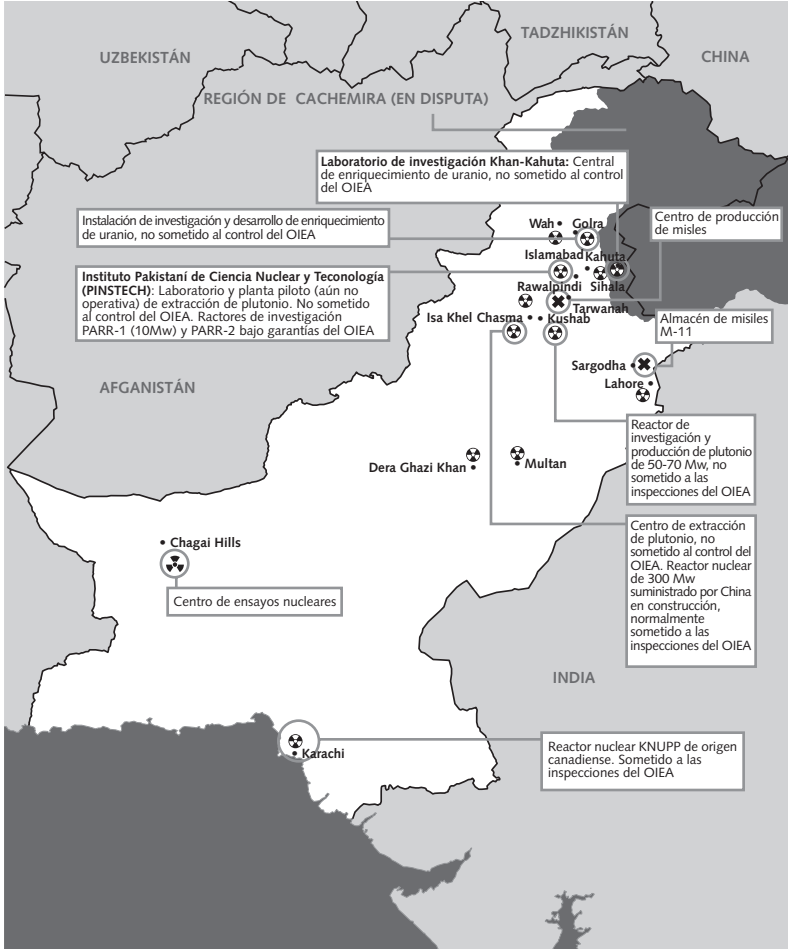 TADZHIKISTÁN
UZBEKISTÁN
CHINA
REGIÓN DE CACHEMIRA (EN DISPUTA)
Laboratorio de investigación Khan-Kahuta: Central
de enriquecimiento de uranio, no sometido al control
del OIEA
Instalación de investigación y desarrollo de enriquecimiento
de uranio, no sometido al control del OIEA
Centro de producción
de misles
Wah
Golra
Islamabad
Kahuta
Instituto Pakistaní de Ciencia Nuclear y Teconología
(PINSTECH): Laboratorio y planta piloto (aún no
operativa) de extracción de plutonio. No sometido
al control del OIEA. Ractores de investigación
PARR-1 (10Mw) y PARR-2 bajo garantías del OIEA
Rawalpindi
Sihala
Tarwanah
Isa Khel
Chasma
Kushab
Almacén de misiles
M-11
Sargodha
Lahore
AFGANISTÁN
Reactor de
investigación y
producción de plutonio
de 50-70 Mw, no
sometido a las
inspecciones del OIEA
Dera Ghazi Khan
Multan
Centro de extracción
de plutonio, no
sometido al control del
OIEA. Reactor nuclear
de 300 Mw
suministrado por China
en construcción,
normalmente
sometido a las
inspecciones del OIEA
Chagai Hills
Centro de ensayos nucleares
INDIA
Karachi
Reactor nuclear KNUPP de origen
canadiense. Sometido a las
inspecciones del OIEA